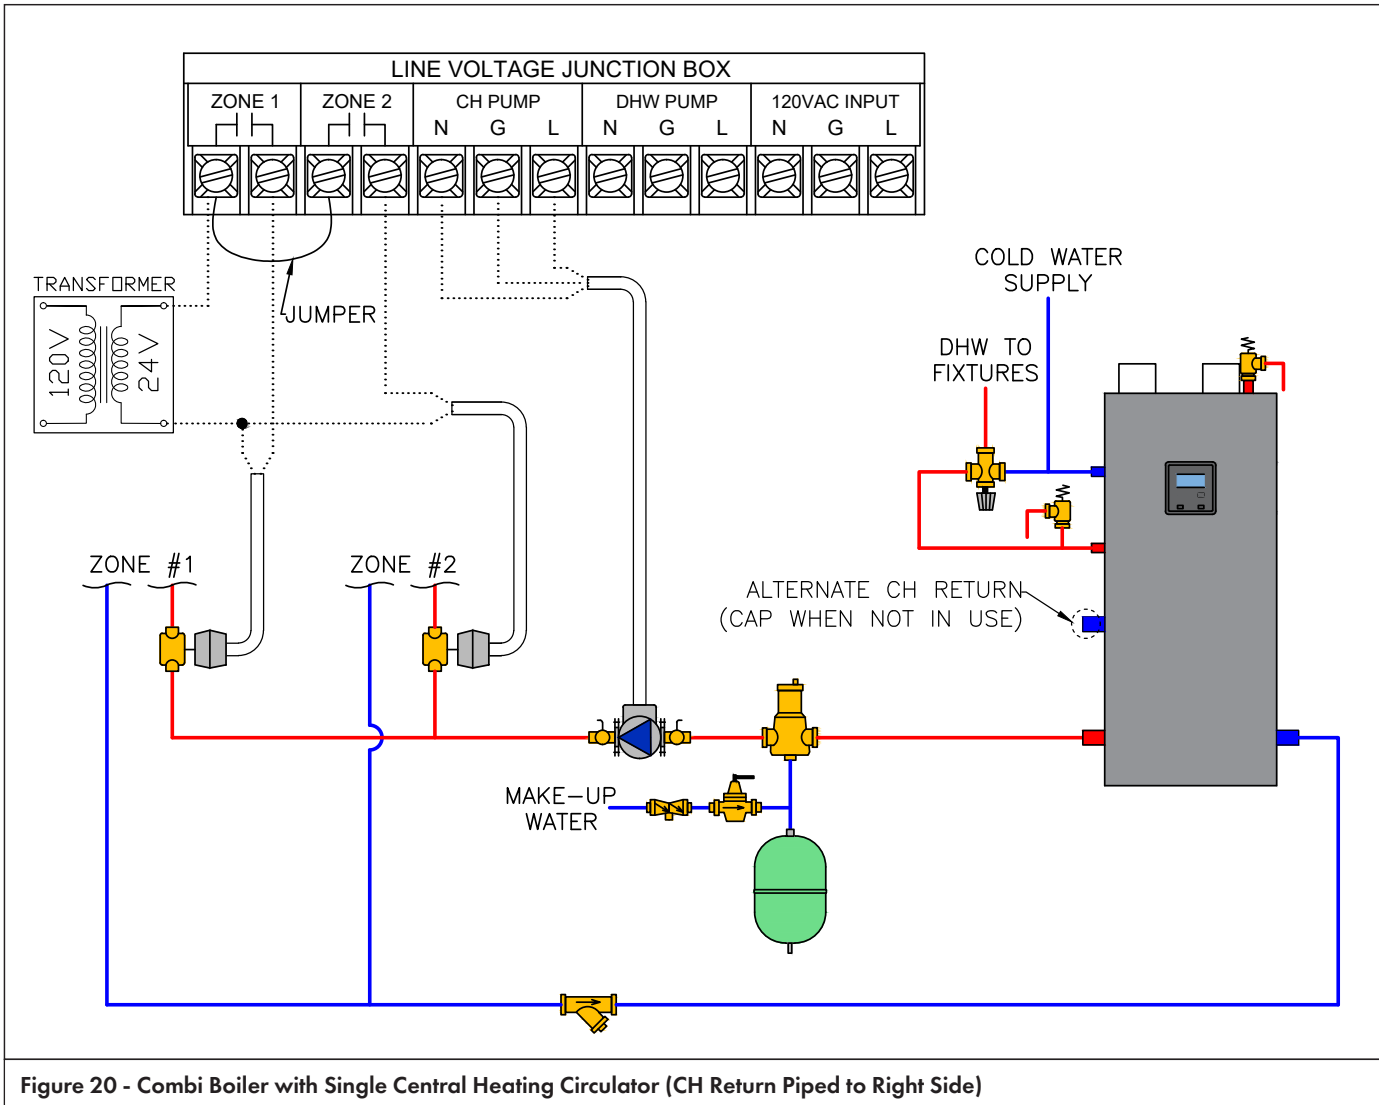 LINE VOLTAGE JUNCTION BOX
ZONE 1 ZONE 2 CH PUMP DHW PUMP 120VAC INPUT
N G L N G L N G L
TRANSFORMER
120V 24V
JUMPER
COLD WATER
SUPPLY
DHW TO
FIXTURES
ZONE #1 ZONE #2
ALTERNATE CH RETURN
(CAP WHEN NOT IN USE)
MAKE-UP
WATER
Figure 20 - Combi Boiler with Single Central Heating Circulator (CH Return Piped to Right Side)